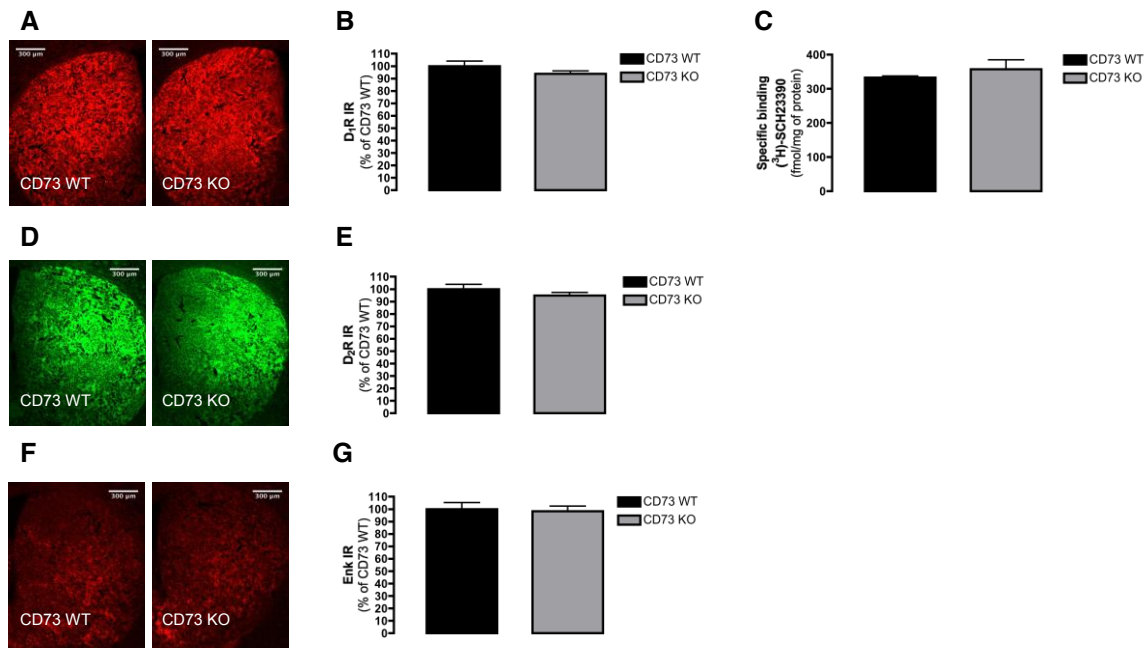 A
300 μm
CD73 WT
300 μm
CD73 KO
B
D₁R IR
(% of CD73 WT)
110
100
90
80
70
60
50
40
30
20
10
0
CD73 WT
CD73 KO
C
Specific binding
(³H)-SCH23390
(fmol/mg of protein)
400
300
200
100
0
CD73 WT
CD73 KO
D
300 μm
CD73 WT
300 μm
CD73 KO
E
D₂R IR
(% of CD73 WT)
110
100
90
80
70
60
50
40
30
20
10
0
CD73 WT
CD73 KO
F
300 μm
CD73 WT
300 μm
CD73 KO
G
Enk IR
(% of CD73 WT)
110
100
90
80
70
60
50
40
30
20
10
0
CD73 WT
CD73 KO